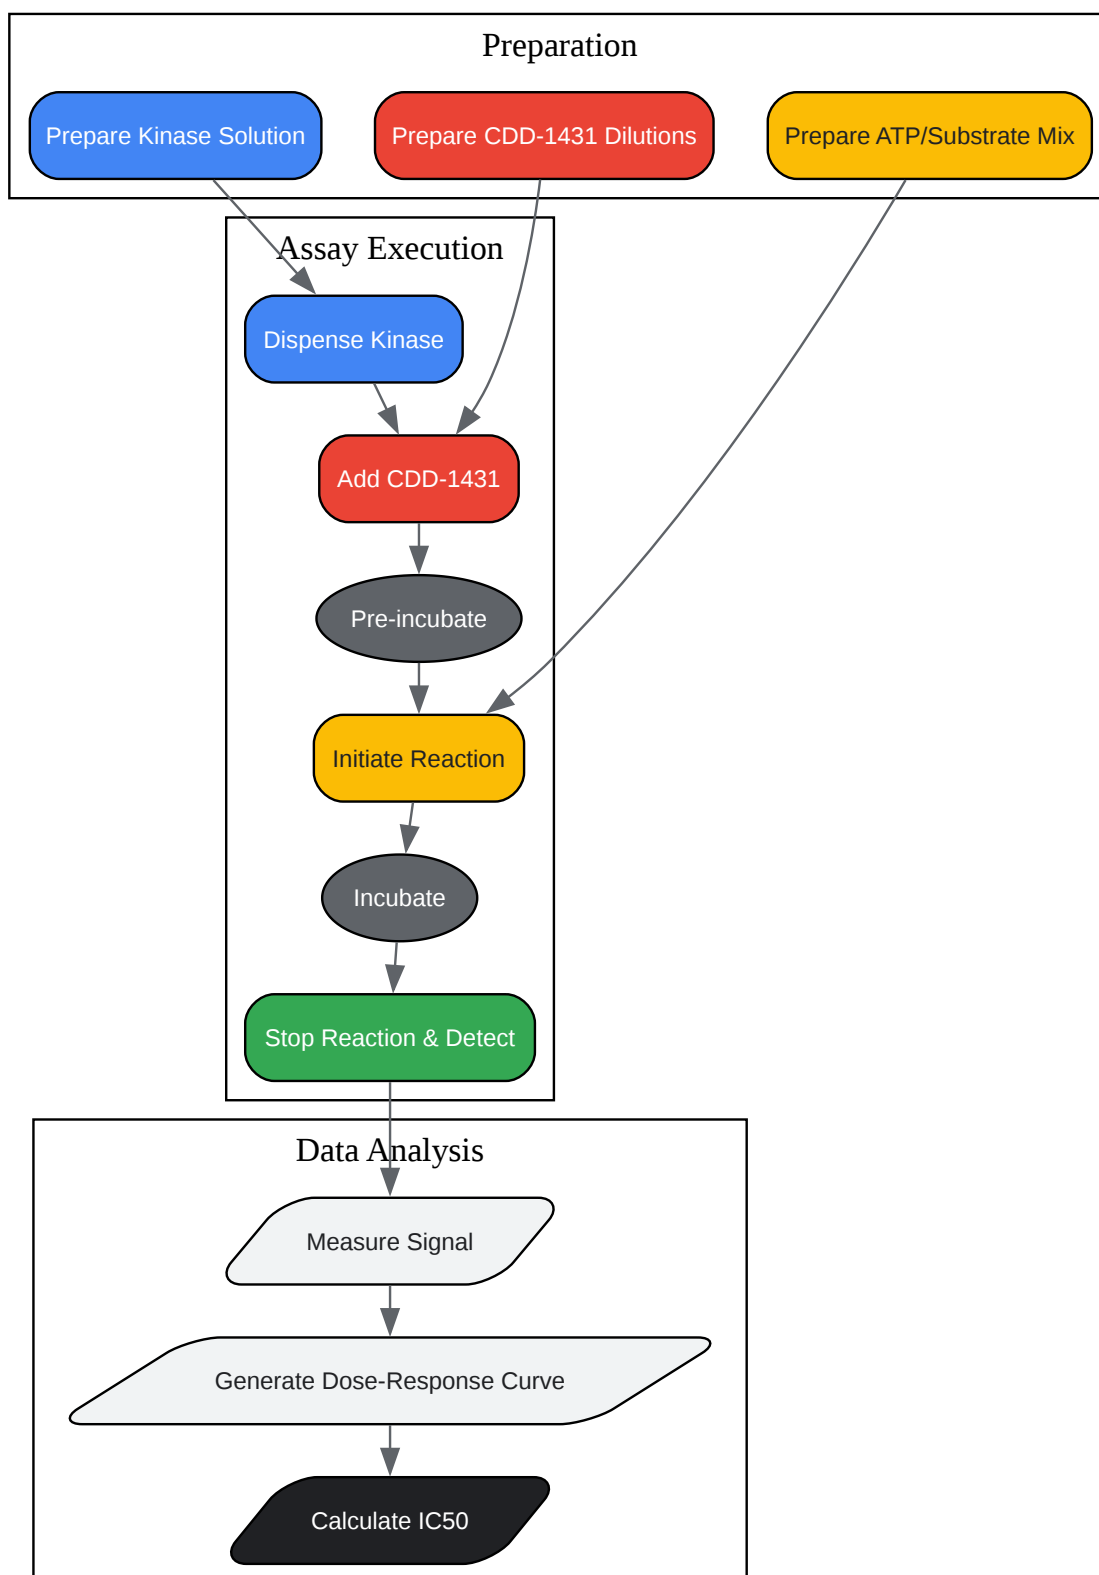 Preparation
Prepare Kinase Solution
Prepare CDD-1431 Dilutions
Prepare ATP/Substrate Mix
Assay Execution
Dispense Kinase
Add CDD-1431
Pre-incubate
Initiate Reaction
Incubate
Stop Reaction & Detect
Data Analysis
Measure Signal
Generate Dose-Response Curve
Calculate IC50